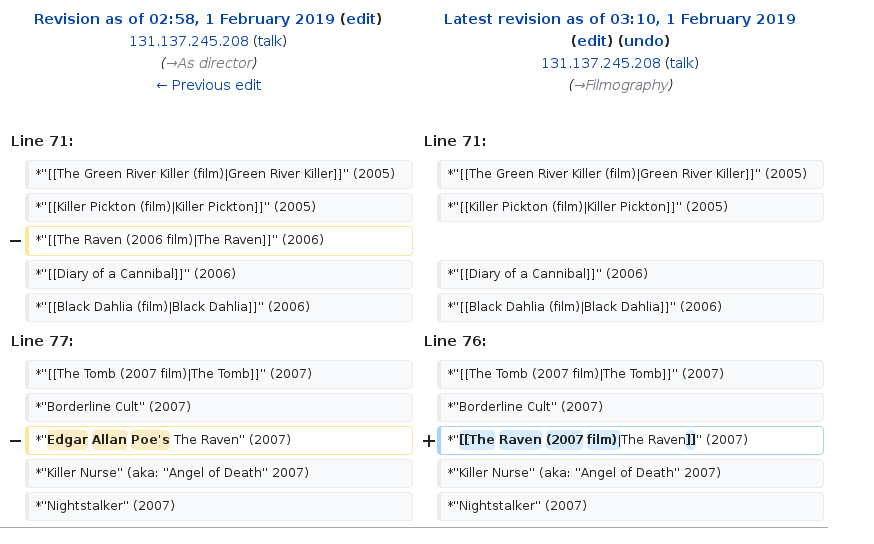 Revision as of 02:58, 1 February 2019 (edit)
131.137.245.208 (talk)
(→As director)
← Previous edit
Latest revision as of 03:10, 1 February 2019
(edit) (undo)
131.137.245.208 (talk)
(→Filmography)
Line 71:
Line 71:
*''[[The Green River Killer (film)|Green River Killer]]'' (2005)
*''[[The Green River Killer (film)|Green River Killer]]'' (2005)
*''[[Killer Pickton (film)|Killer Pickton]]'' (2005)
*''[[Killer Pickton (film)|Killer Pickton]]'' (2005)
− *''[[The Raven (2006 film)|The Raven]]'' (2006)
*''[[Diary of a Cannibal]]'' (2006)
*''[[Diary of a Cannibal]]'' (2006)
*''[[Black Dahlia (film)|Black Dahlia]]'' (2006)
*''[[Black Dahlia (film)|Black Dahlia]]'' (2006)
Line 77:
Line 76:
*''[[The Tomb (2007 film)|The Tomb]]'' (2007)
*''[[The Tomb (2007 film)|The Tomb]]'' (2007)
*''Borderline Cult'' (2007)
*''Borderline Cult'' (2007)
− *''Edgar Allan Poe's The Raven'' (2007)
+ *''[[The Raven (2007 film)|The Raven]]'' (2007)
*''Killer Nurse'' (aka: ''Angel of Death'' 2007)
*''Killer Nurse'' (aka: ''Angel of Death'' 2007)
*''Nightstalker'' (2007)
*''Nightstalker'' (2007)